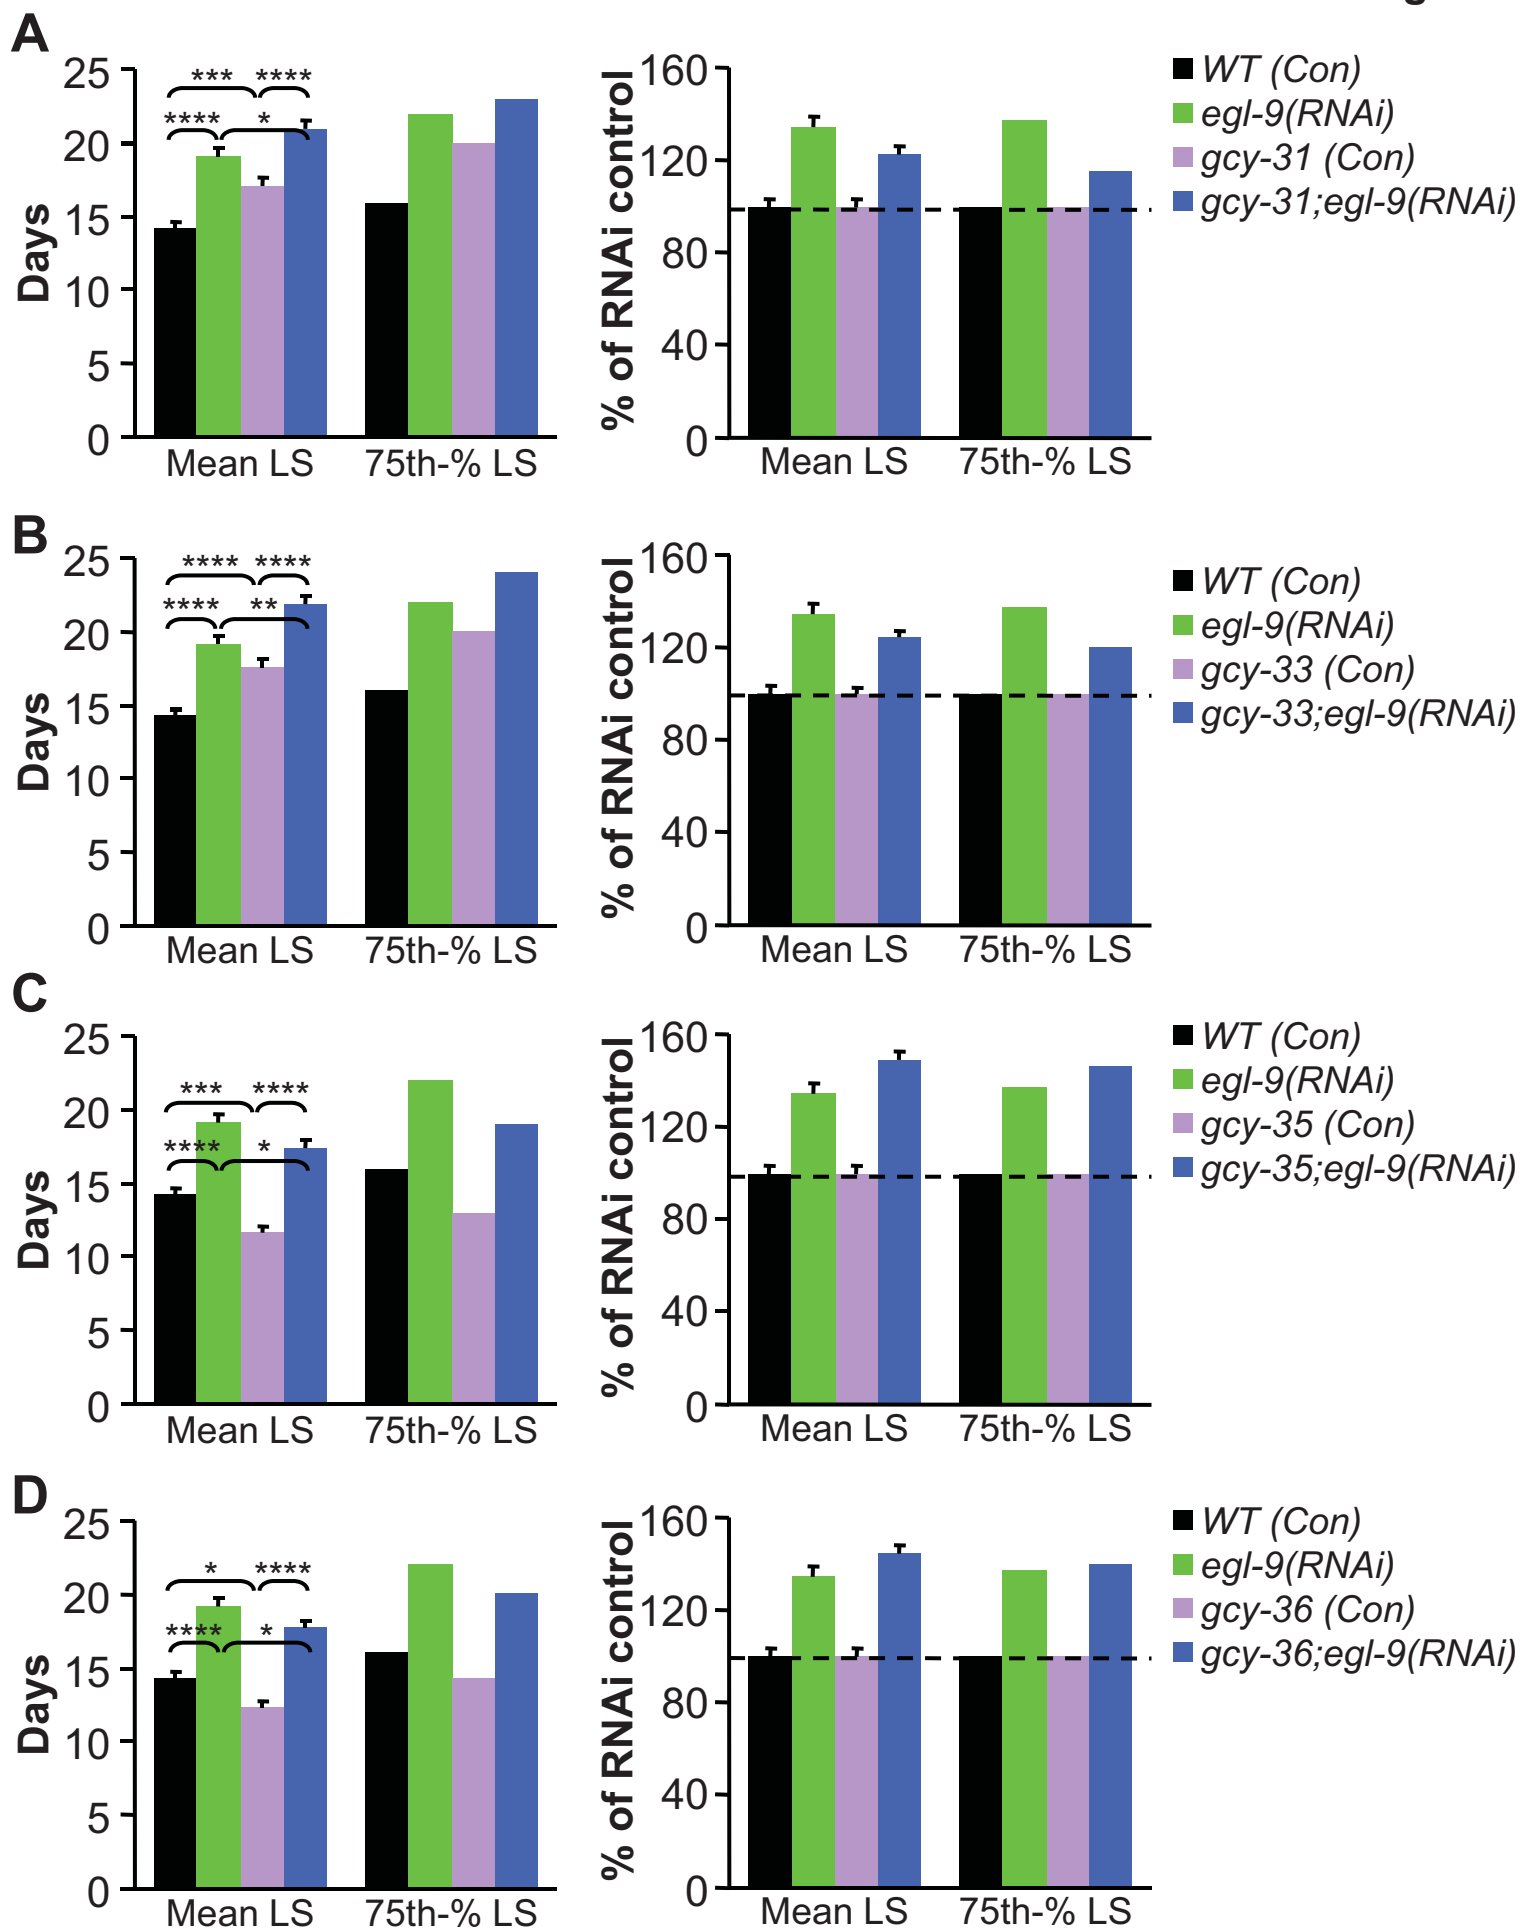 g
A
25
20
15
10
5
0
Days
*** ****
**** *
Mean LS 75th-% LS
160
120
80
40
0
% of RNAi control
Mean LS 75th-% LS
WT (Con)
egl-9(RNAi)
gcy-31 (Con)
gcy-31;egl-9(RNAi)
B
25
20
15
10
5
0
Days
**** ****
**** **
Mean LS 75th-% LS
160
120
80
40
0
% of RNAi control
Mean LS 75th-% LS
WT (Con)
egl-9(RNAi)
gcy-33 (Con)
gcy-33;egl-9(RNAi)
C
25
20
15
10
5
0
Days
*** ****
**** *
Mean LS 75th-% LS
160
120
80
40
0
% of RNAi control
Mean LS 75th-% LS
WT (Con)
egl-9(RNAi)
gcy-35 (Con)
gcy-35;egl-9(RNAi)
D
25
20
15
10
5
0
Days
* ****
**** *
Mean LS 75th-% LS
160
120
80
40
0
% of RNAi control
Mean LS 75th-% LS
WT (Con)
egl-9(RNAi)
gcy-36 (Con)
gcy-36;egl-9(RNAi)